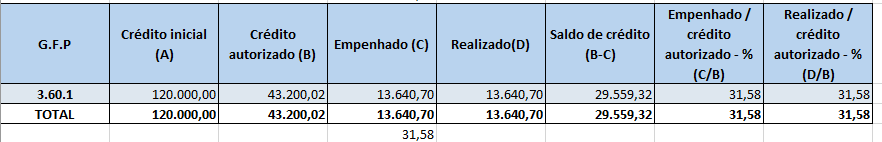 G.F.P Crédito inicial (A) Crédito autorizado (B) Empenhado (C) Realizado(D) Saldo de crédito (B-C) Empenhado / crédito autorizado - % (C/B) Realizado / crédito autorizado - % (D/B)
3.60.1 120.000,00 43.200,02 13.640,70 13.640,70 29.559,32 31,58 31,58
TOTAL 120.000,00 43.200,02 13.640,70 13.640,70 29.559,32 31,58 31,58
31,58